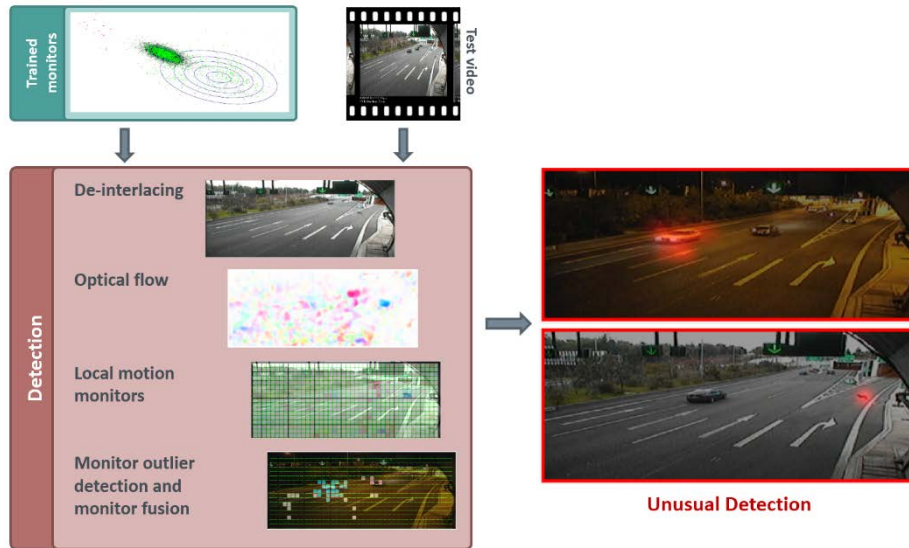 Trained
monitors
Test video
Detection
De-interlacing
Optical flow
Local motion
monitors
Monitor outlier
detection and
monitor fusion
Unusual Detection